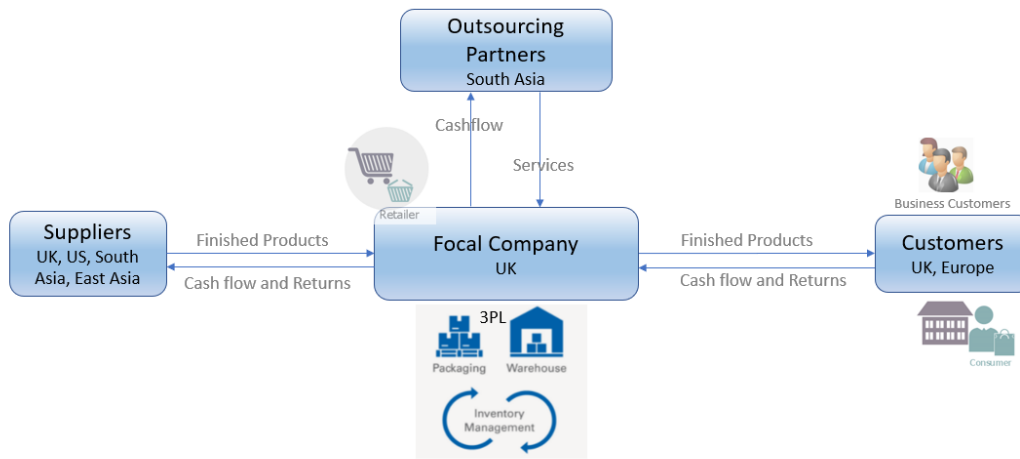 Outsourcing
Partners
South Asia
Cashflow
Services
Retailer
Business Customers
Suppliers
UK, US, South
Asia, East Asia
Finished Products
Cash flow and Returns
Focal Company
UK
Finished Products
Cash flow and Returns
Customers
UK, Europe
3PL
Packaging
Warehouse
Inventory
Management
Consumer